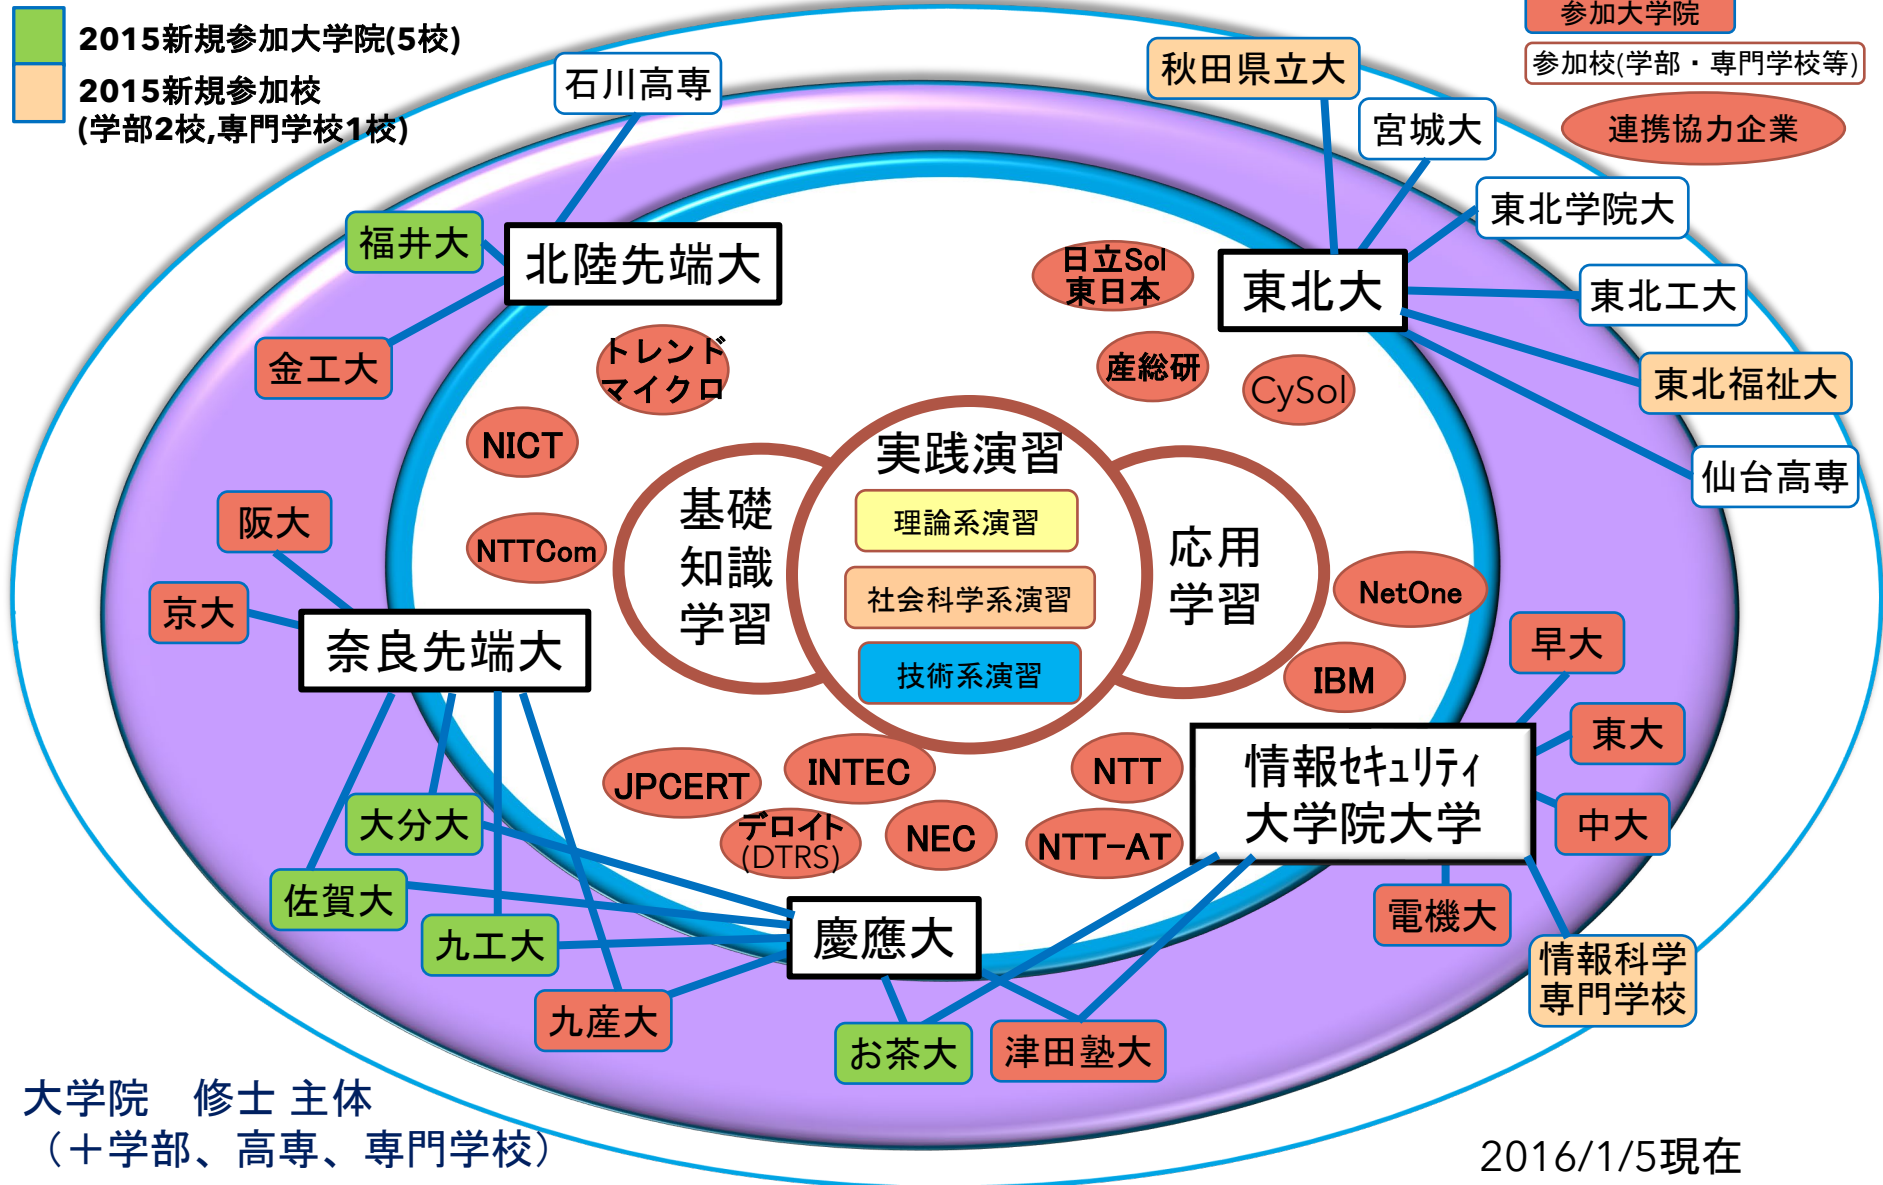 2015新規参加大学院(5校)
2015新規参加校
(学部2校,専門学校1校)
参加大学院
参加校(学部・専門学校等)
連携協力企業
石川高専
秋田県立大
宮城大
東北学院大
福井大
北陸先端大
日立Sol
東日本
東北大
東北工大
金工大
トレンド
マイクロ
産総研
CySol
東北福祉大
NICT
実践演習
仙台高専
阪大
NTTCom
基礎
知識
学習
理論系演習
社会科学系演習
技術系演習
応用
学習
NetOne
京大
奈良先端大
早大
IBM
東大
JPCERT
INTEC
NTT
情報ｾｷｭﾘﾃｨ
大学院大学
大分大
デロイト
(DTRS)
NEC
NTT-AT
中大
佐賀大
九工大
慶應大
電機大
情報科学
専門学校
九産大
お茶大
津田塾大
大学院　修士 主体
（＋学部、高専、専門学校）
2016/1/5現在